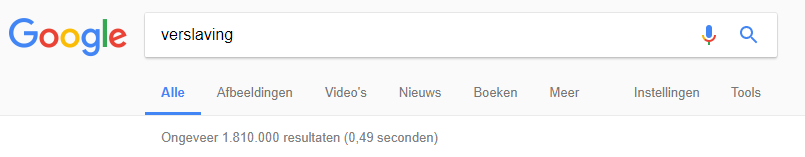 Google verslaving
Alle Afbeeldingen Video's Nieuws Boeken Meer Instellingen Tools
Ongeveer 1.810.000 resultaten (0,49 seconden)